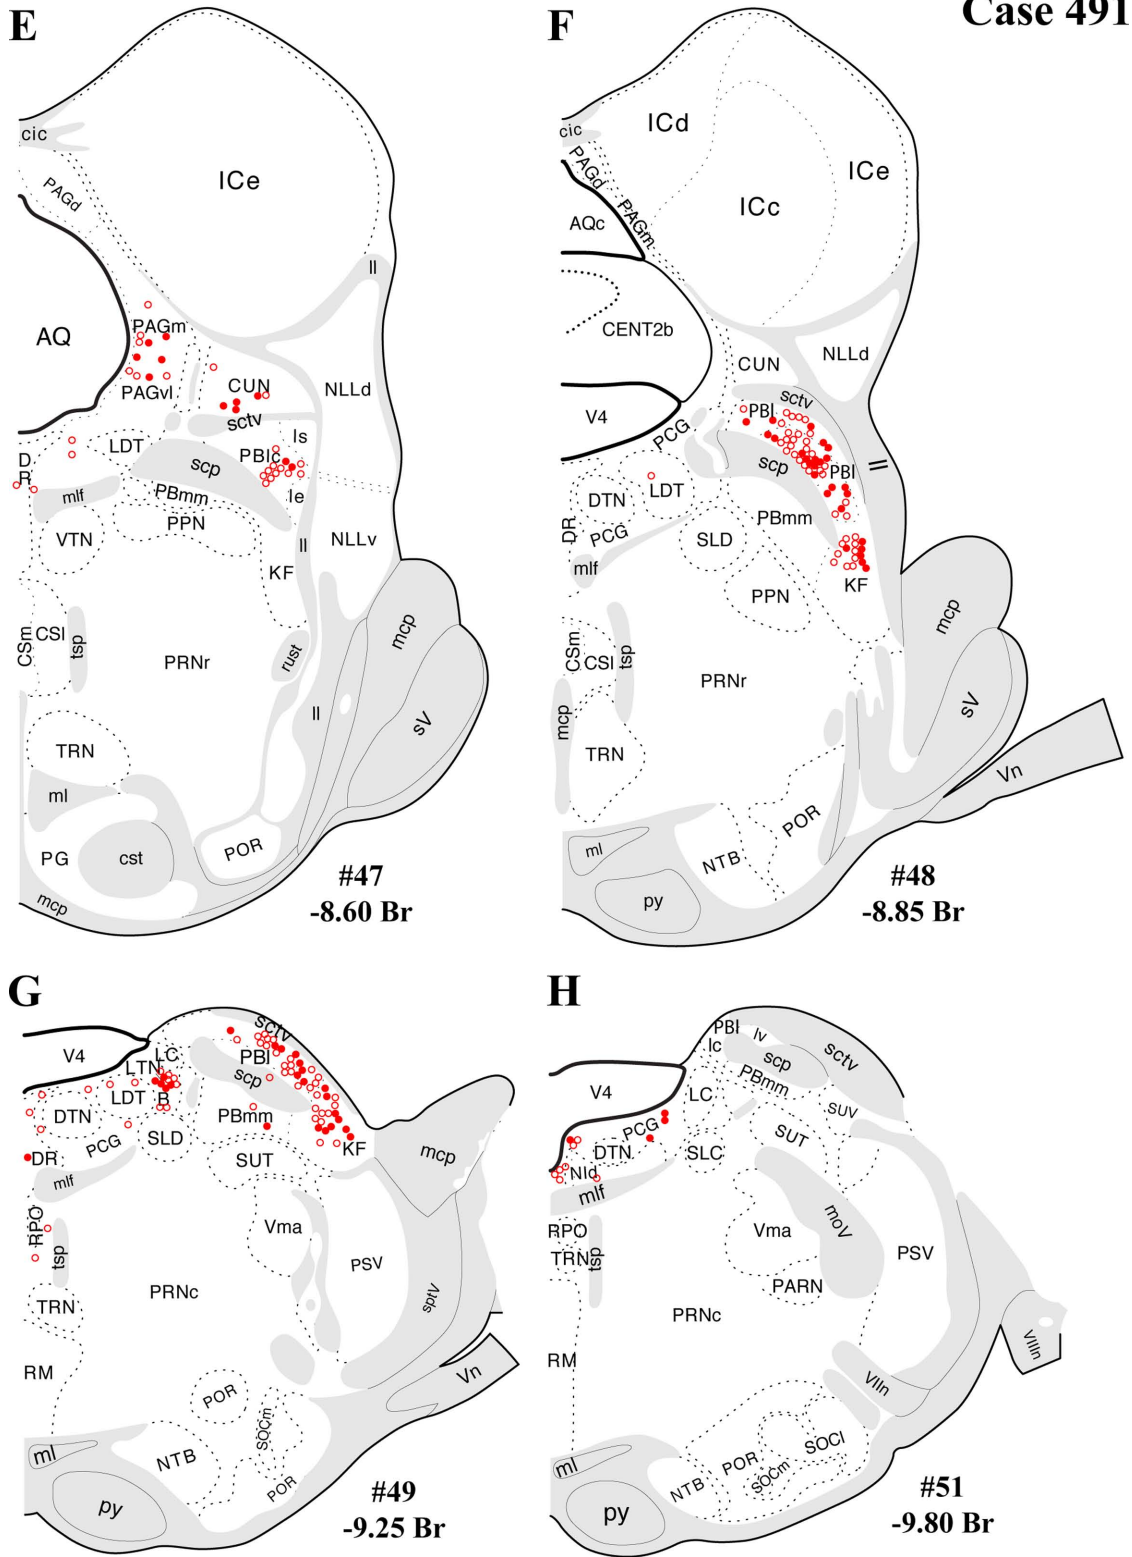 E
F
Case 491
cic
PAGd
ICe
ll
AQ
PAGm
PAGvl
CUN
sctv
NLLd
D
R
LDT
scp
PBlc
ls
le
mlf
PBmm
PPN
VTN
ll
NLLv
KF
CSm
CSl
tsp
PRNr
rust
mcp
sV
ll
TRN
ml
PG
cst
POR
mcp
#47
-8.60 Br
cic
PAGd
PAGm
ICd
ICc
ICe
AQc
CENT2b
CUN
NLLd
sctv
V4
PCG
PBl
PBl
ll
scp
LDT
DTN
DR
PCG
mlf
SLD
PBmm
PPN
KF
CSm
CSl
tsp
PRNr
mcp
mcp
sV
TRN
Vn
POR
NTB
ml
py
#48
-8.85 Br
G
H
V4
LC
LTN
sctv
PBl
scp
LDT
B
DTN
PBmm
PCG
SLD
SUT
KF
DR
mlf
mcp
RPO
tsp
Vma
PSV
sptV
PRNc
TRN
RM
Vn
POR
SOCm
NTB
POR
ml
py
#49
-9.25 Br
PBl
lc
lv
scp
sctv
V4
LC
PBmm
SUV
PCG
DTN
SLC
SUT
NId
mlf
RPO
TRN
tsp
Vma
moV
PSV
PARN
PRNc
RM
VIIIn
VIIn
SOCl
POR
SOCm
NTB
ml
py
#51
-9.80 Br